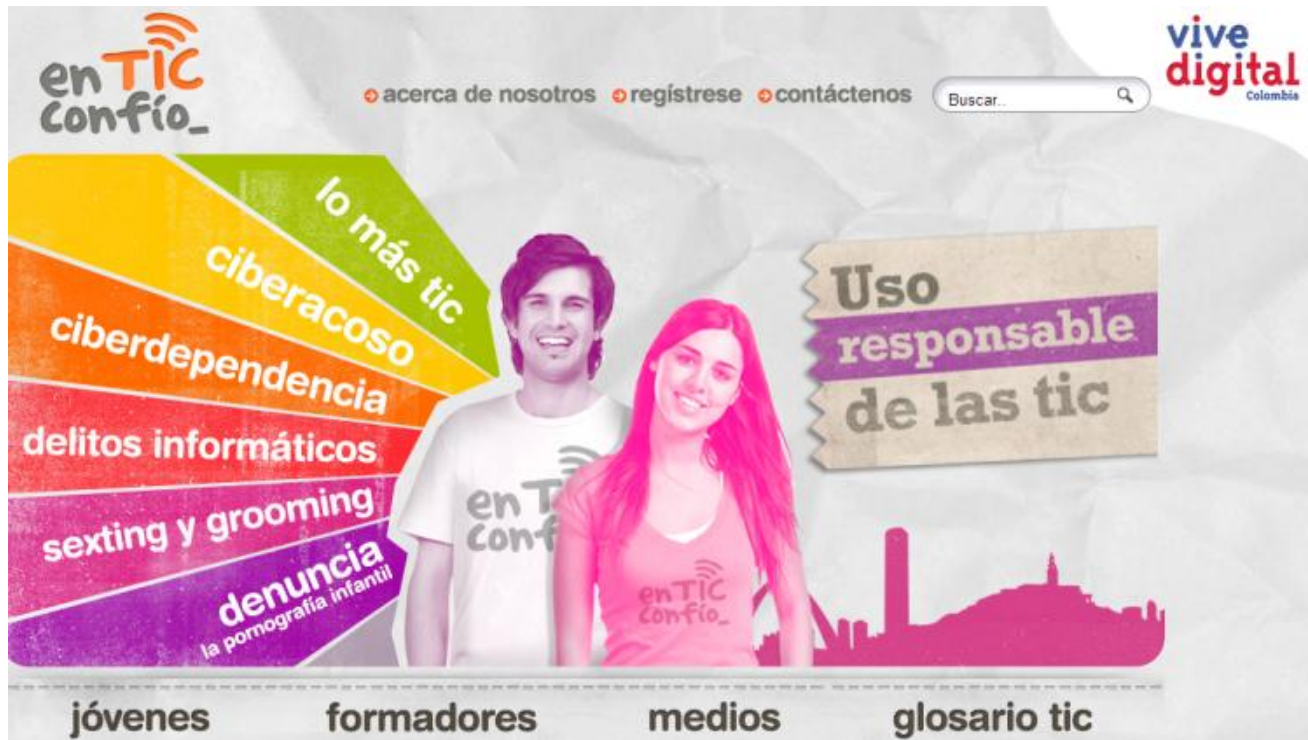 en TIC
confío_
acerca de nosotros
regístrese
contáctenos
Buscar..
vive
digital
Colombia
lo más tic
ciberacoso
ciberdependencia
delitos informáticos
sexting y grooming
denuncia
la pornografía infantil
Uso
responsable
de las tic
en T
conf
en TIC
confío_
jóvenes
formadores
medios
glosario tic